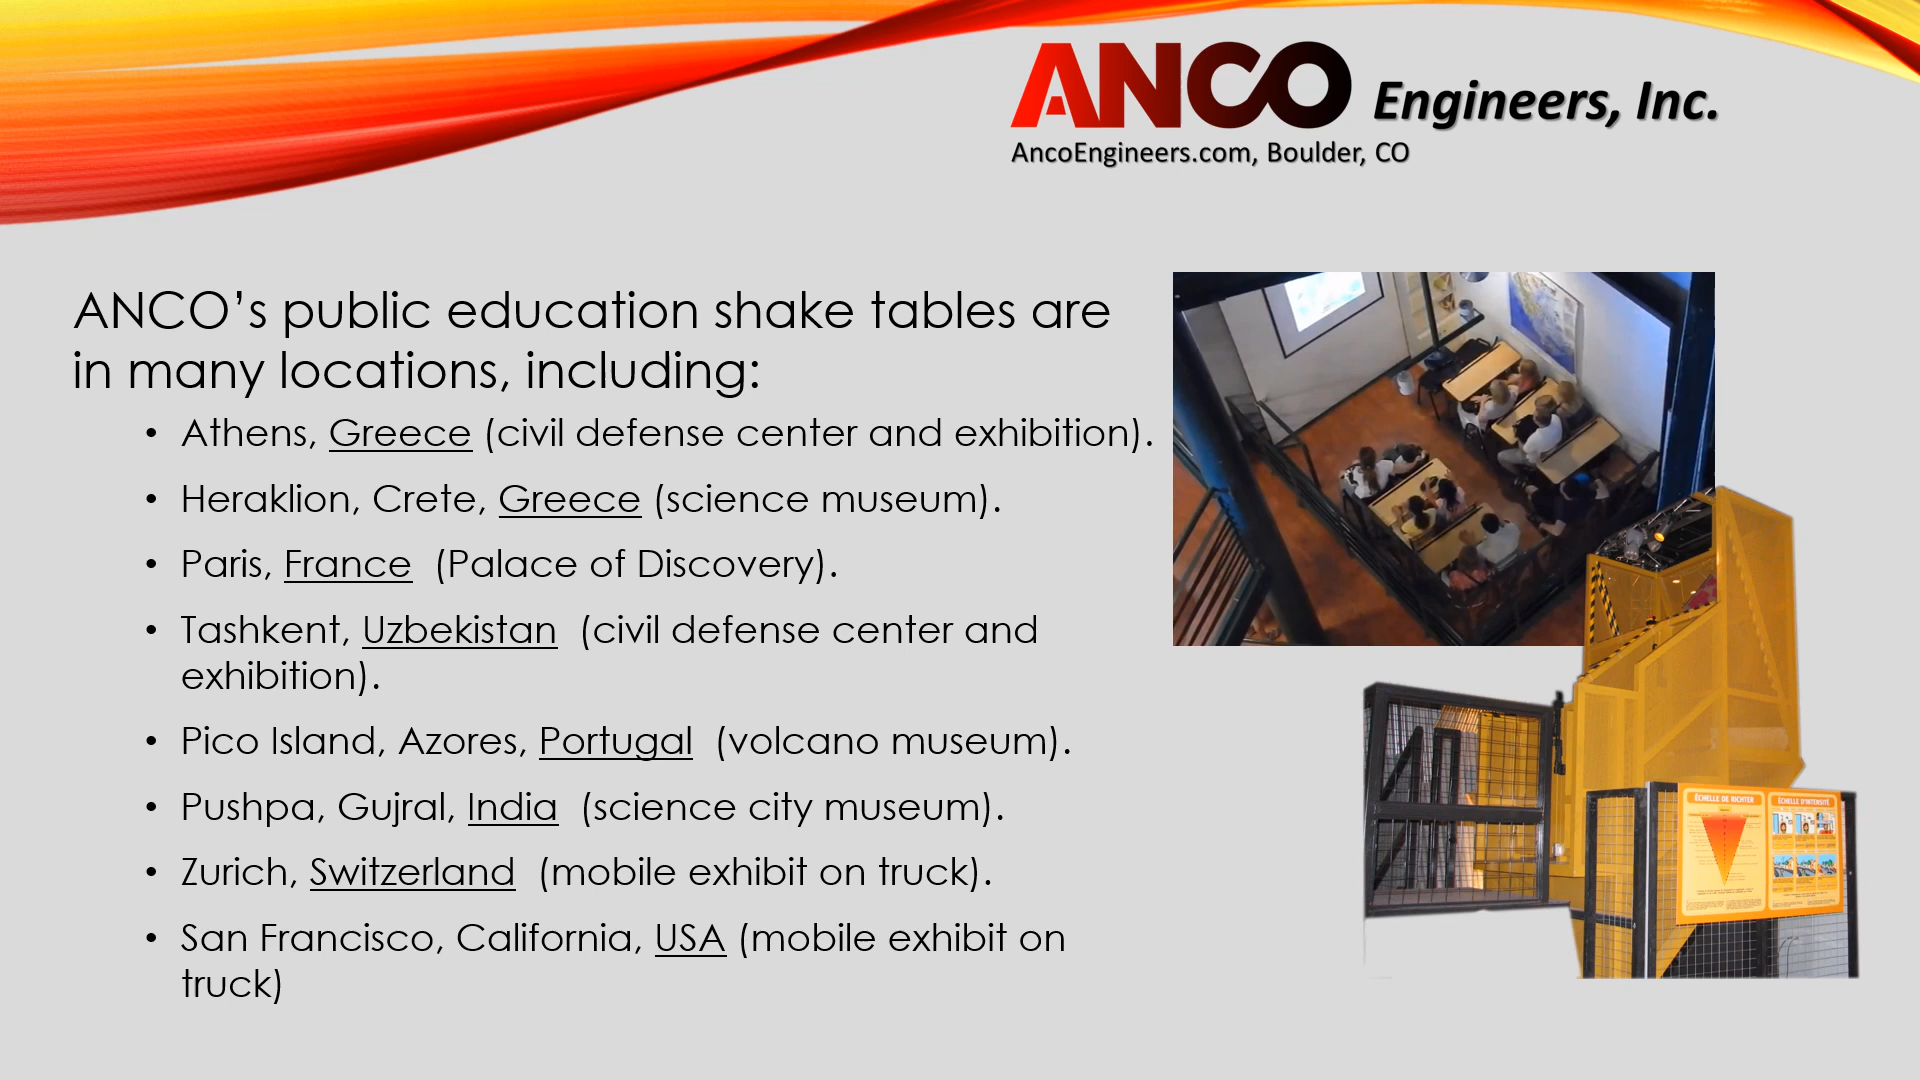 ANCO Engineers, Inc.
AncoEngineers.com, Boulder, CO
ANCO’s public education shake tables are
in many locations, including:
• Athens, Greece (civil defense center and exhibition).
• Heraklion, Crete, Greece (science museum).
• Paris, France (Palace of Discovery).
• Tashkent, Uzbekistan (civil defense center and
exhibition).
• Pico Island, Azores, Portugal (volcano museum).
• Pushpa, Gujral, India (science city museum).
• Zurich, Switzerland (mobile exhibit on truck).
• San Francisco, California, USA (mobile exhibit on
truck)
ÉCHELLE DE RICHTER
ÉCHELLE D'INTENSITÉ